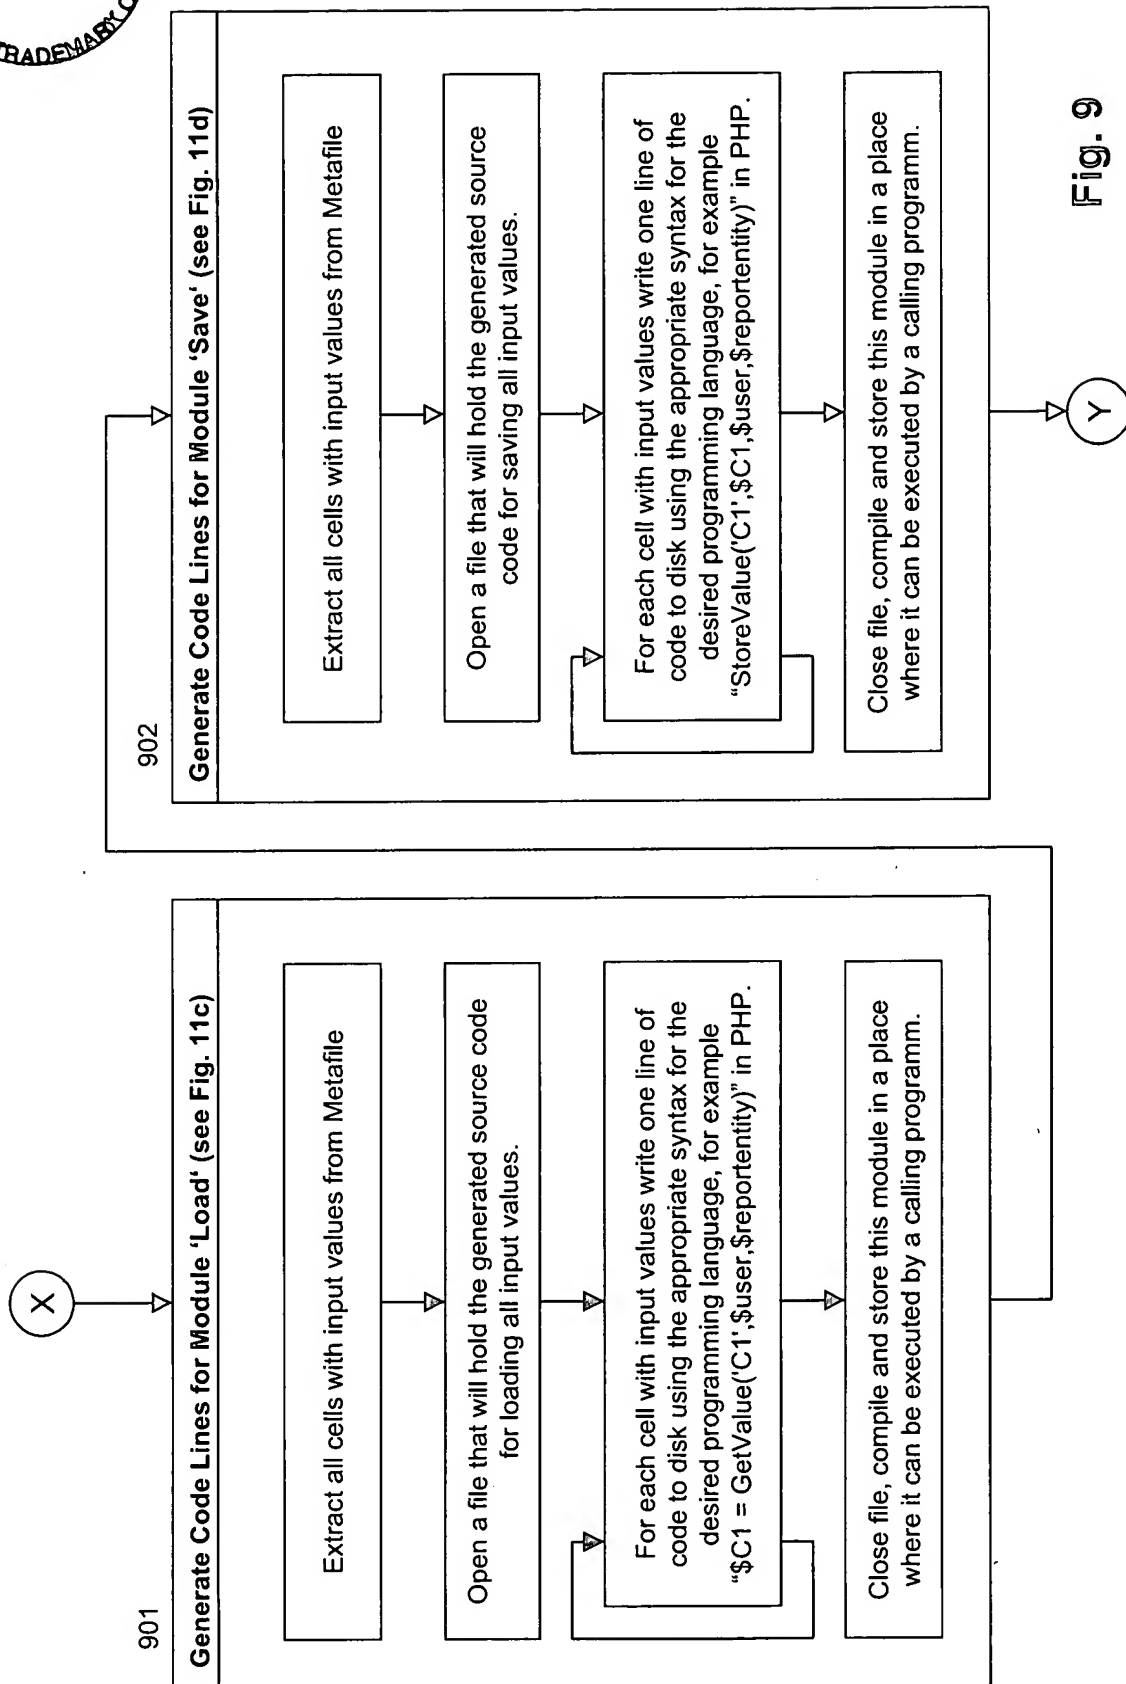 TRADEMARK
X
901
Generate Code Lines for Module 'Load' (see Fig. 11c)
Extract all cells with input values from Metafile
Open a file that will hold the generated source code
for loading all input values.
For each cell with input values write one line of
code to disk using the appropriate syntax for the
desired programming language, for example
"$C1 = GetValue('C1',$user,$reportentity)" in PHP.
Close file, compile and store this module in a place
where it can be executed by a calling programm.
902
Generate Code Lines for Module 'Save' (see Fig. 11d)
Extract all cells with input values from Metafile
Open a file that will hold the generated source
code for saving all input values.
For each cell with input values write one line of
code to disk using the appropriate syntax for the
desired programming language, for example
"StoreValue('C1',$C1,$user,$reportentity)" in PHP.
Close file, compile and store this module in a place
where it can be executed by a calling programm.
Y
Fig. 9